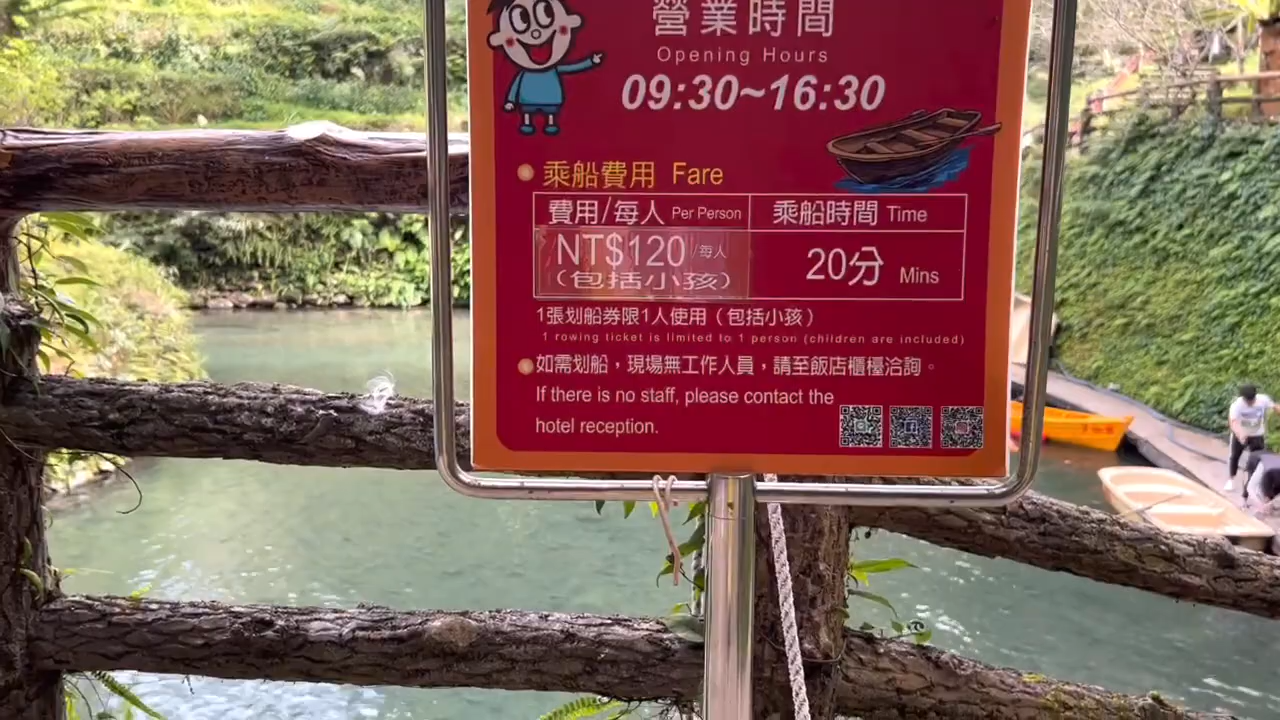 營業時間
Opening Hours
09:30~16:30
乘船費用 Fare
費用/每人 Per Person
乘船時間 Time
NT$120/每人
(包括小孩)
20分 Mins
1張划船券限1人使用（包括小孩）
1 rowing ticket is limited to 1 person (children are included)
如需划船，現場無工作人員，請至飯店櫃檯洽詢。
If there is no staff, please contact the
hotel reception.